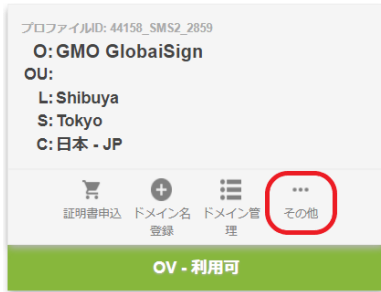 プロファイルID: 44158_SMS2_2859
O: GMO GlobaiSign
OU:
L: Shibuya
S: Tokyo
C: 日本 - JP
証明書申込 ドメイン名登録 ドメイン管理 その他
OV - 利用可